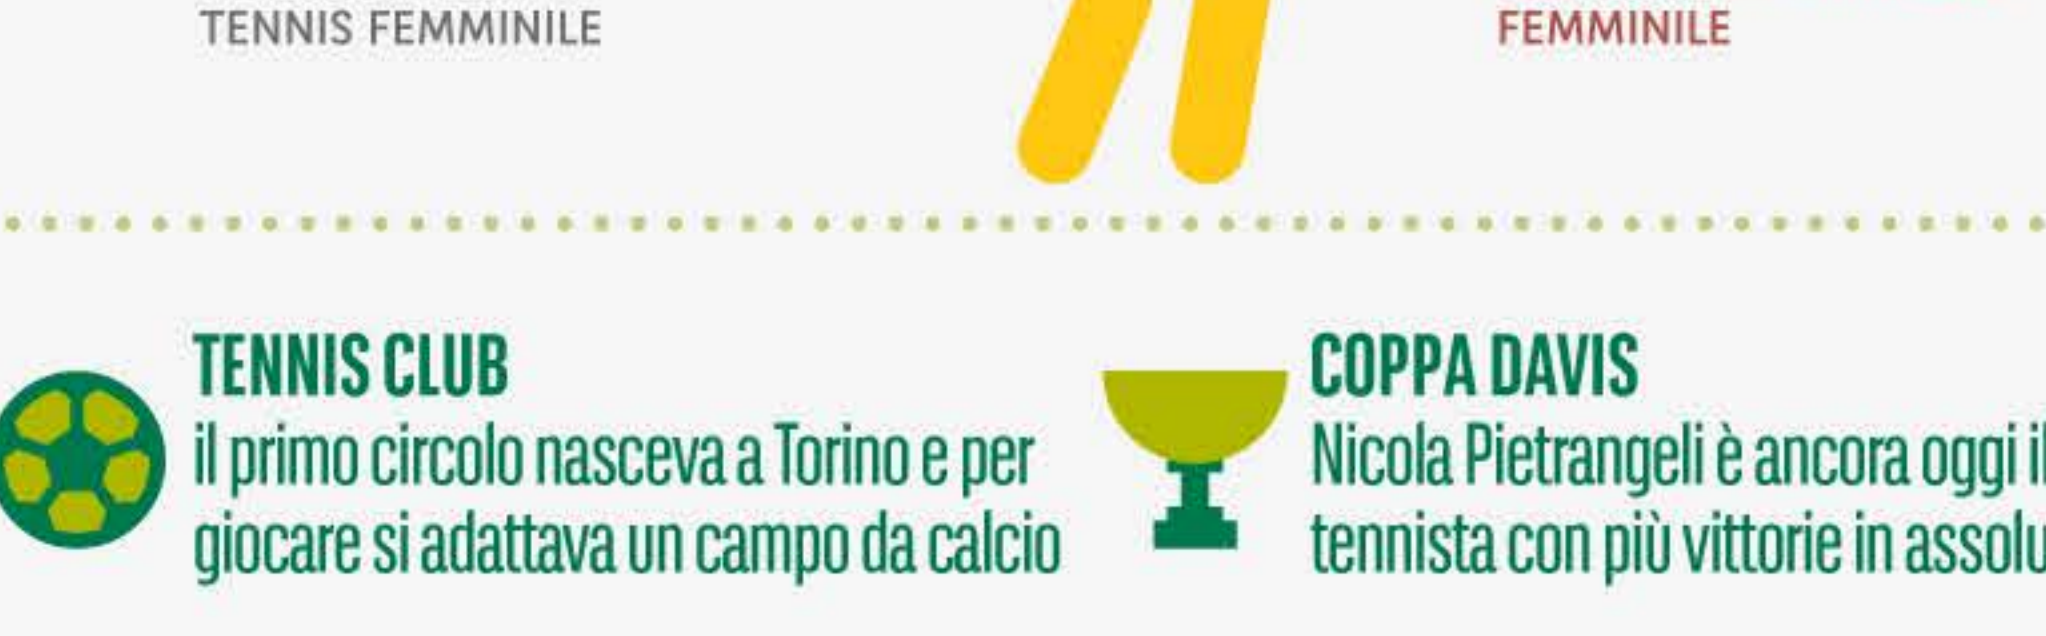 TENNIS FEMMINILE
FEMMINILE
TENNIS CLUB
il primo circolo nasceva a Torino e per
giocare si adattava un campo da calcio
COPPA DAVIS
Nicola Pietrangeli è ancora oggi il
tennista con più vittorie in assolu